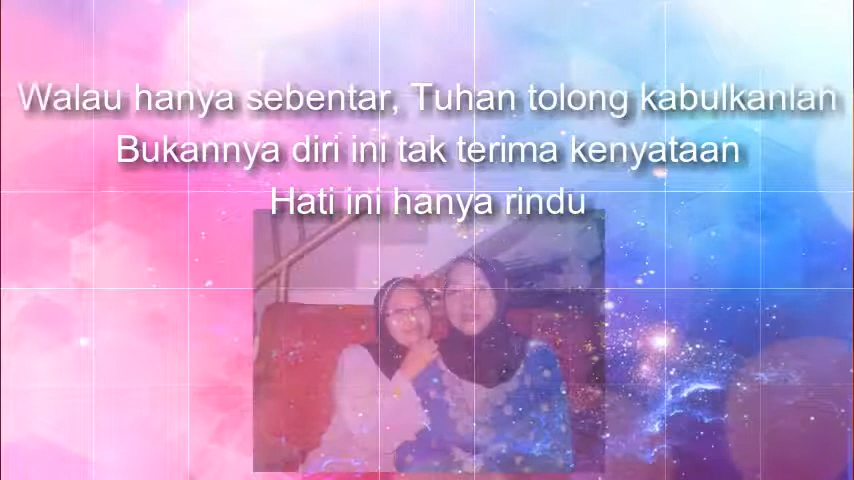 Walau hanya sebentar, Tuhan tolong kabulkanlah
Bukannya diri ini tak terima kenyataan
Hati ini hanya rindu